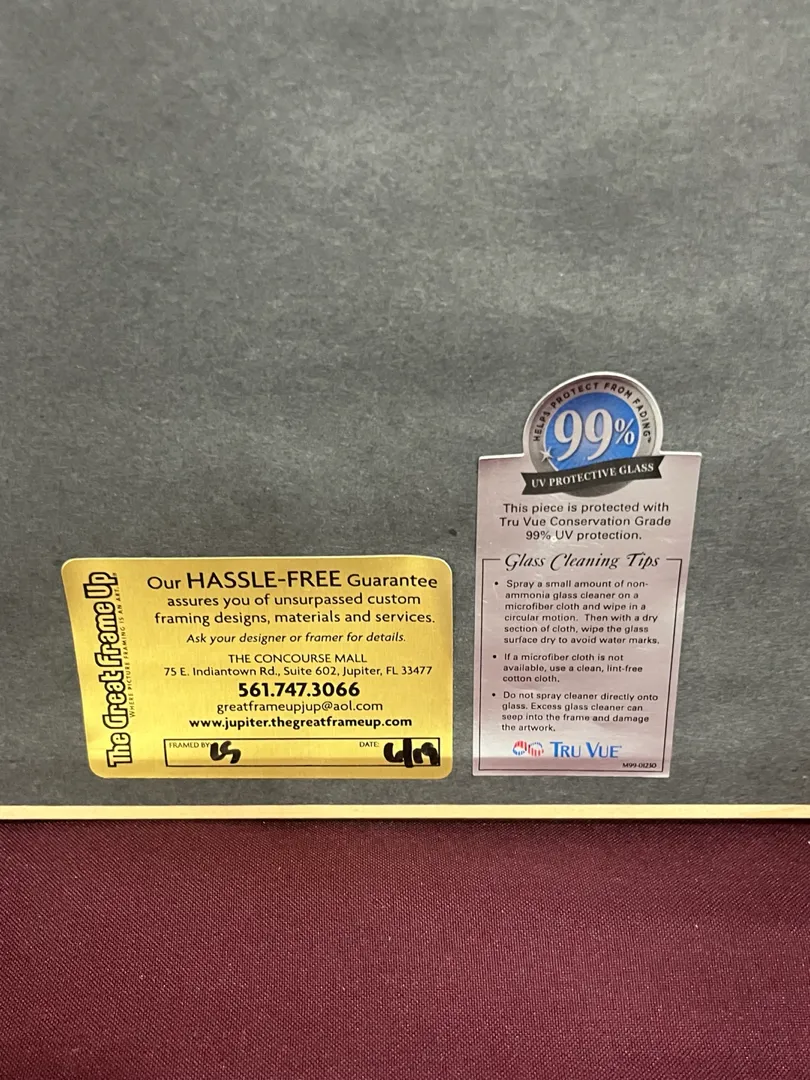 The Great Frame Up
WHERE PICTURE FRAMING IS AN ART.
Our HASSLE-FREE Guarantee
assures you of unsurpassed custom
framing designs, materials and services.
Ask your designer or framer for details.
THE CONCOURSE MALL
75 E. Indiantown Rd., Suite 602, Jupiter, FL 33477
561.747.3066
greatframeupjup@aol.com
www.jupiter.thegreatframeup.com
FRAMED BY
DATE: 6/19
HELPS PROTECT FROM FADING™
99%
UV PROTECTIVE GLASS
This piece is protected with
Tru Vue Conservation Grade
99% UV protection.
Glass Cleaning Tips
• Spray a small amount of non-
ammonia glass cleaner on a
microfiber cloth and wipe in a
circular motion. Then with a dry
section of cloth, wipe the glass
surface dry to avoid water marks.
• If a microfiber cloth is not
available, use a clean, lint-free
cotton cloth.
• Do not spray cleaner directly onto
glass. Excess glass cleaner can
seep into the frame and damage
the artwork.
TRU VUE
M99-01250